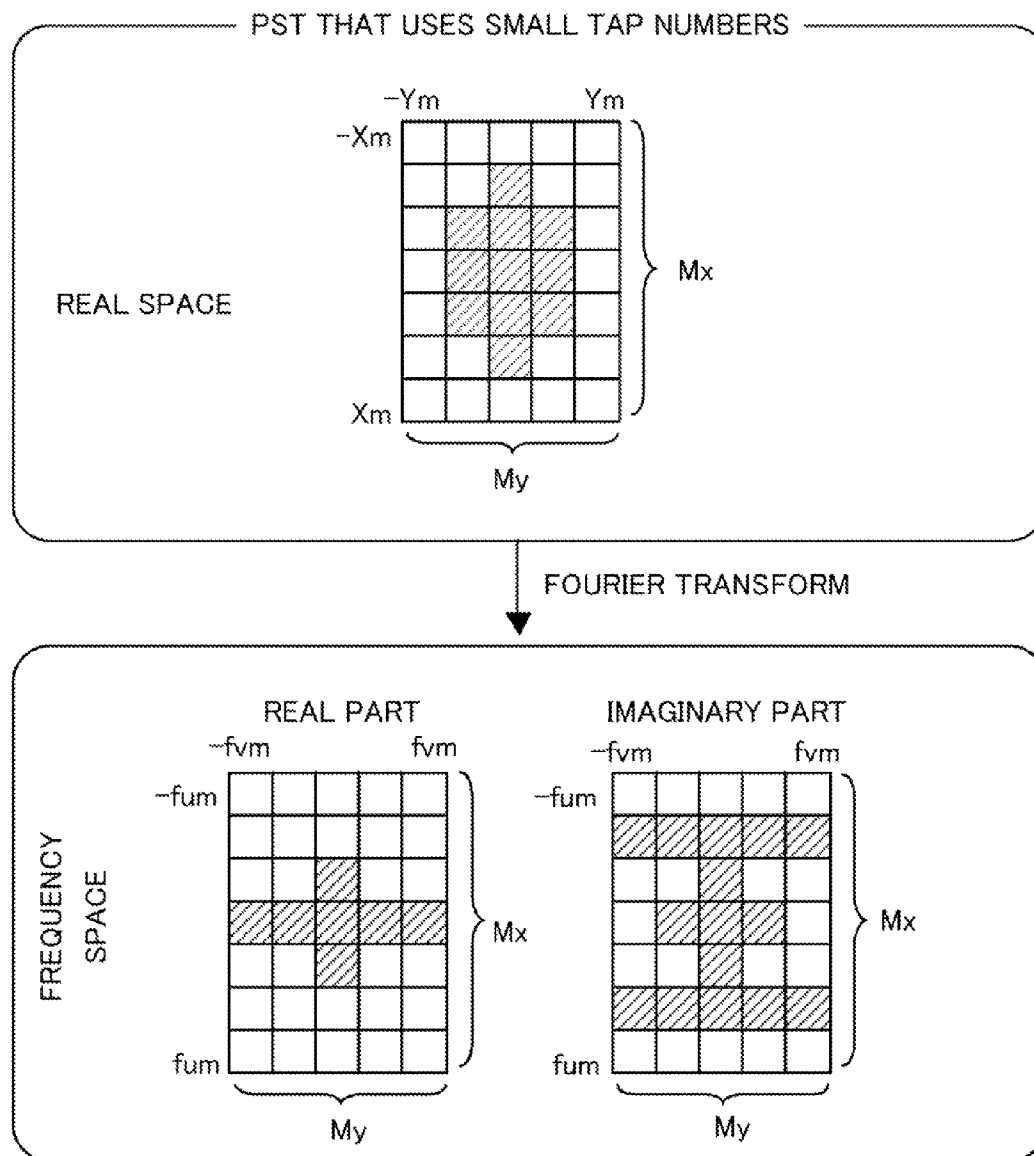 PST THAT USES SMALL TAP NUMBERS
-Ym Ym
-Xm
Mx
REAL SPACE
Xm
My
FOURIER TRANSFORM
REAL PART
IMAGINARY PART
-fvm fvm
-fvm fvm
-fum
-fum
FREQUENCY
SPACE
Mx
Mx
fum
fum
My
My